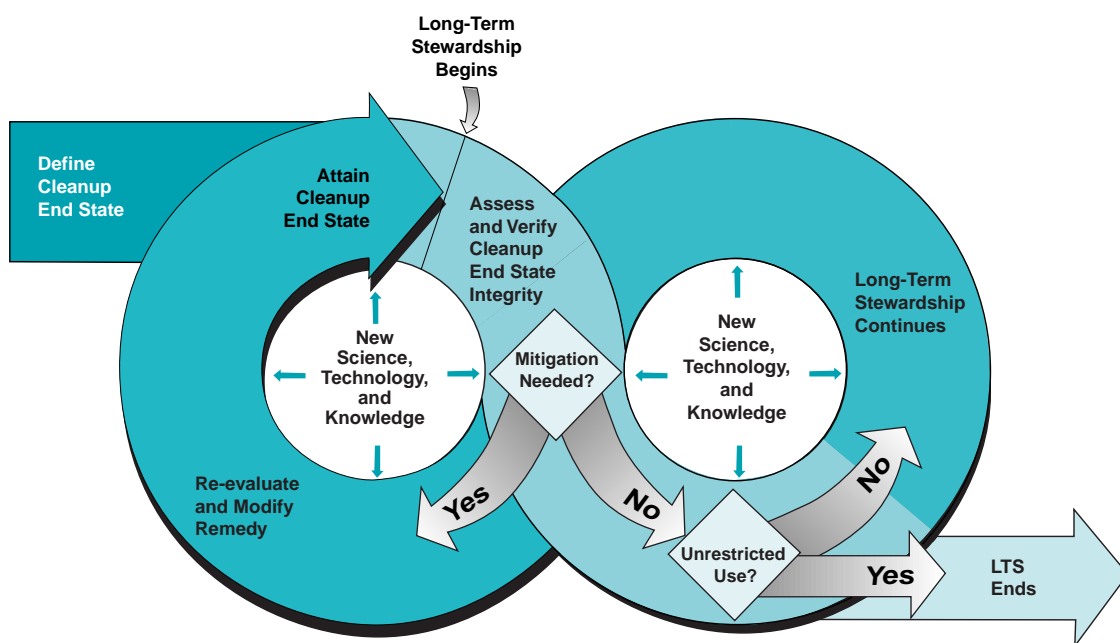 Long-Term
Stewardship
Begins
Define
Cleanup
End State
Attain
Cleanup
End State
Assess
and Verify
Cleanup
End State
Integrity
Long-Term
Stewardship
Continues
New
Science,
Technology,
and
Knowledge
Mitigation
Needed?
New
Science,
Technology,
and
Knowledge
Re-evaluate
and Modify
Remedy
Yes
No
No
Unrestricted
Use?
Yes
LTS
Ends